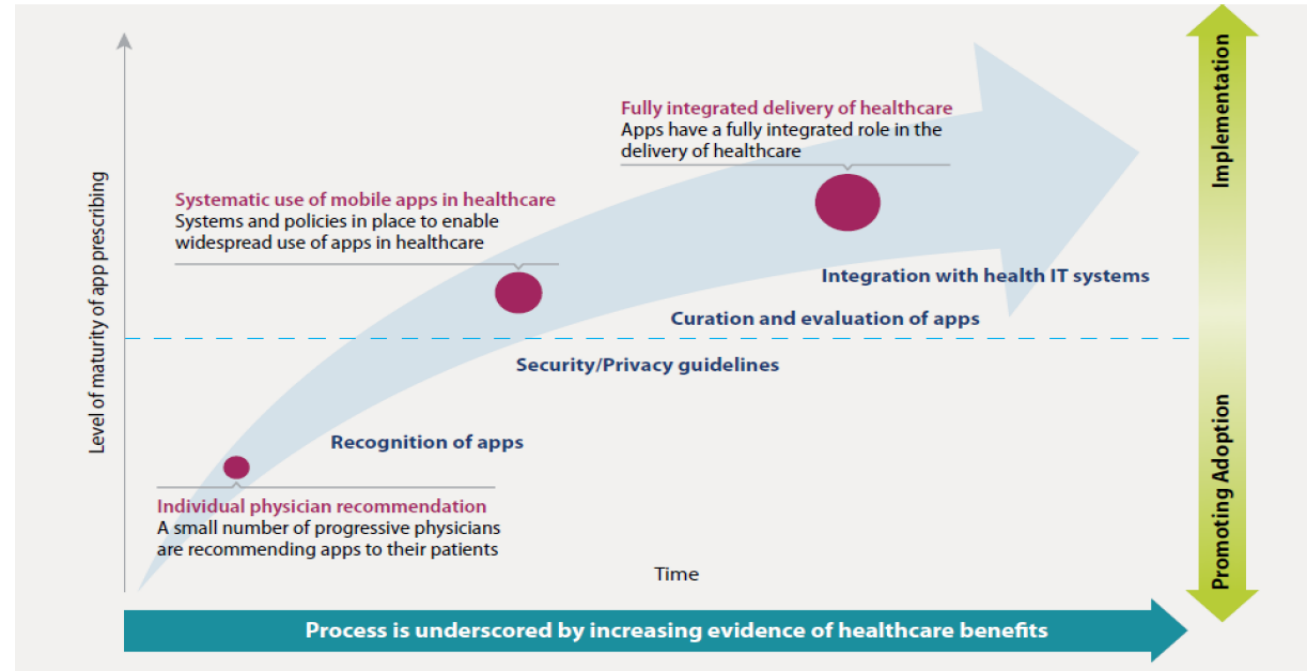 Level of maturity of app prescribing
Fully integrated delivery of healthcare
Apps have a fully integrated role in the
delivery of healthcare
Systematic use of mobile apps in healthcare
Systems and policies in place to enable
widespread use of apps in healthcare
Integration with health IT systems
Curation and evaluation of apps
Security/Privacy guidelines
Recognition of apps
Individual physician recommendation
A small number of progressive physicians
are recommending apps to their patients
Time
Process is underscored by increasing evidence of healthcare benefits
Implementation
Promoting Adoption